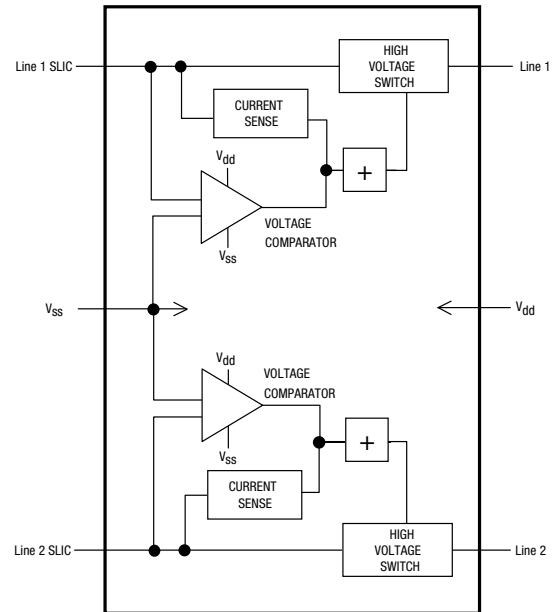 HIGH
VOLTAGE
SWITCH
Line 1 SLIC
Line 1
CURRENT
SENSE
Vdd
+
VOLTAGE
COMPARATOR
Vss
Vss
Vdd
Vdd
VOLTAGE
COMPARATOR
+
Vss
CURRENT
SENSE
HIGH
VOLTAGE
SWITCH
Line 2 SLIC
Line 2